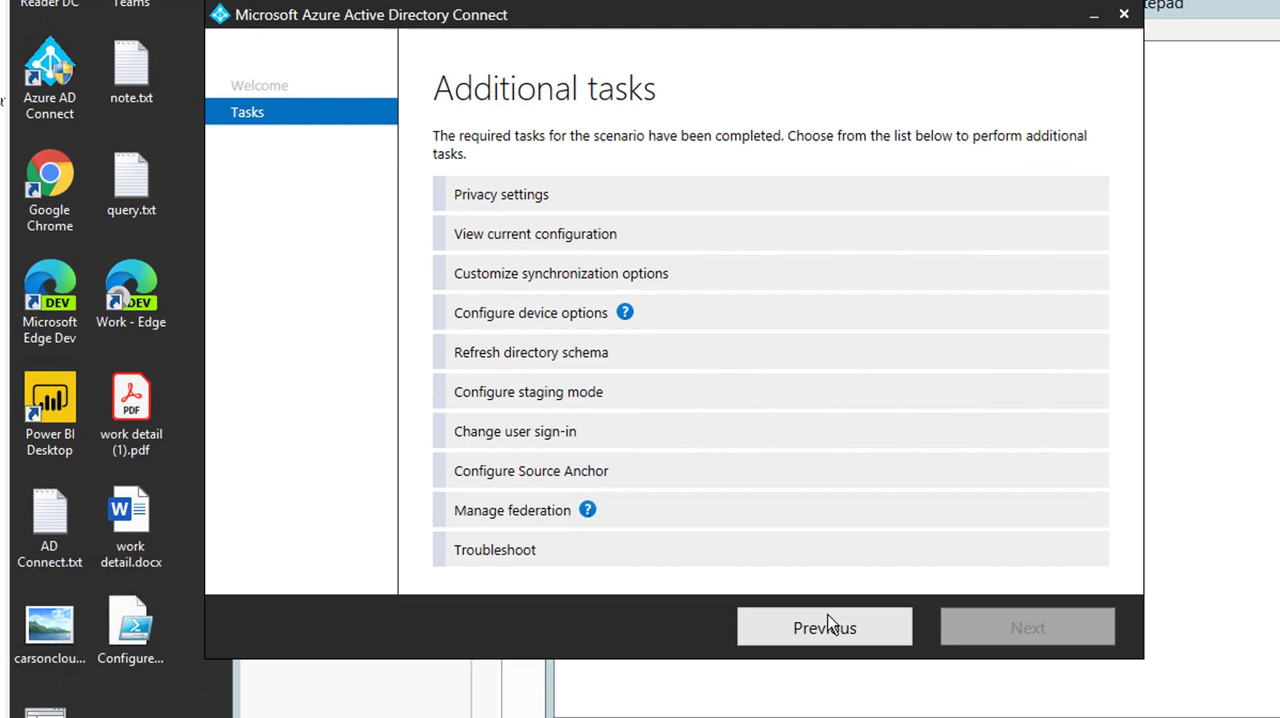 Reader DC
Teams
Microsoft Azure Active Directory Connect
tepad
Azure AD
Connect
note.txt
Google
Chrome
query.txt
DEV
Microsoft
Edge Dev
DEV
Work - Edge
Power BI
Desktop
PDF
work detail
(1).pdf
AD
Connect.txt
work
detail.docx
carsonclou...
Configure...
Welcome
Tasks
Additional tasks
The required tasks for the scenario have been completed. Choose from the list below to perform additional
tasks.
Privacy settings
View current configuration
Customize synchronization options
Configure device options ?
Refresh directory schema
Configure staging mode
Change user sign-in
Configure Source Anchor
Manage federation ?
Troubleshoot
Previous
Next